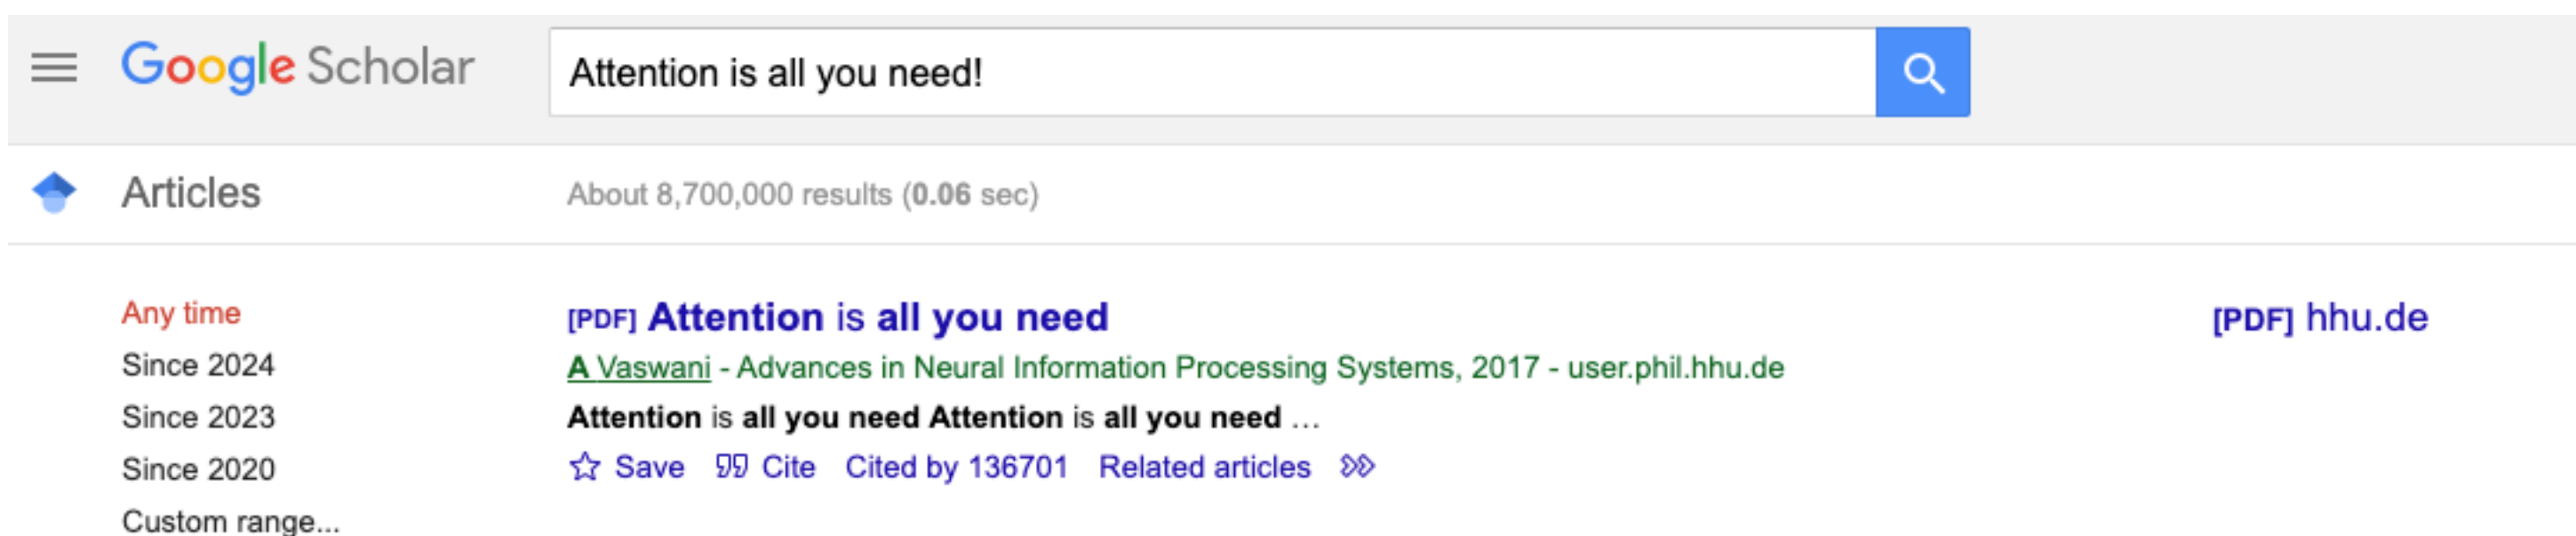 Google Scholar Attention is all you need!
Articles About 8,700,000 results (0.06 sec)
Any time
Since 2024
Since 2023
Since 2020
Custom range...
[PDF] Attention is all you need
A Vaswani - Advances in Neural Information Processing Systems, 2017 - user.phil.hhu.de
Attention is all you need Attention is all you need ...
Save Cite Cited by 136701 Related articles
[PDF] hhu.de